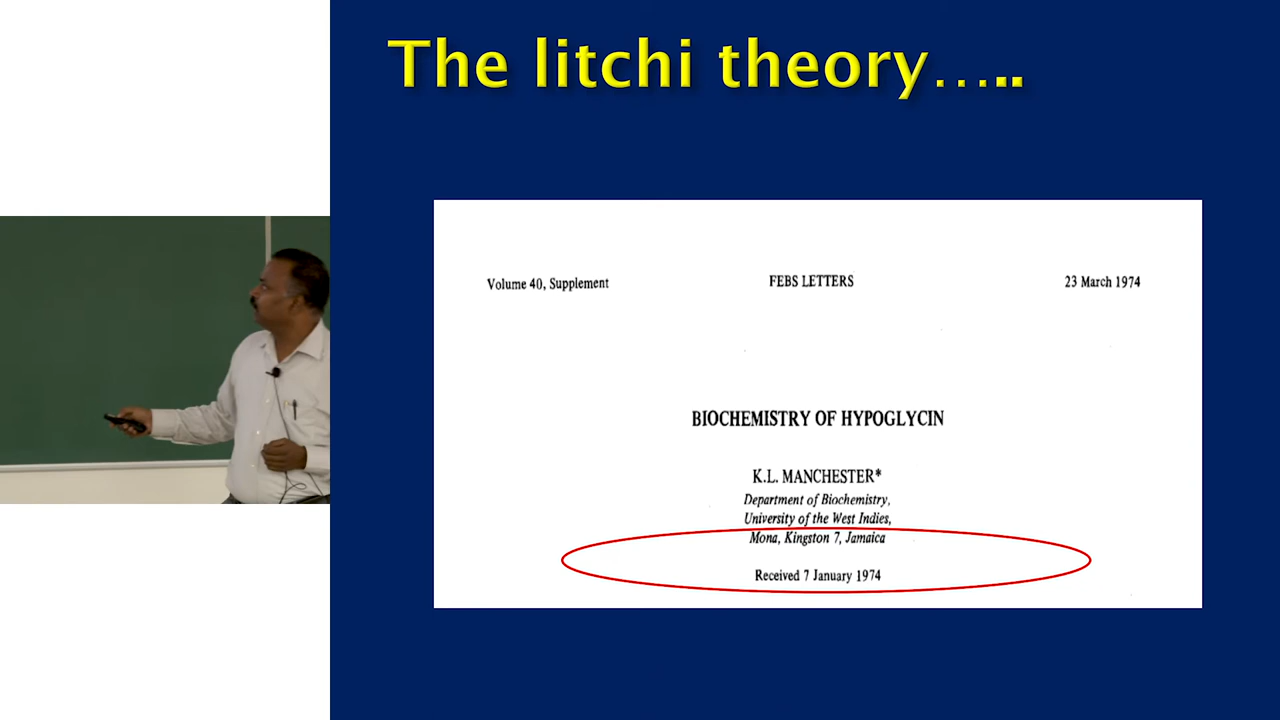 The litchi theory.....
Volume 40, Supplement
FEBS LETTERS
23 March 1974
BIOCHEMISTRY OF HYPOGLYCIN
K.L. MANCHESTER*
Department of Biochemistry,
University of the West Indies,
Mona, Kingston 7, Jamaica
Received 7 January 1974